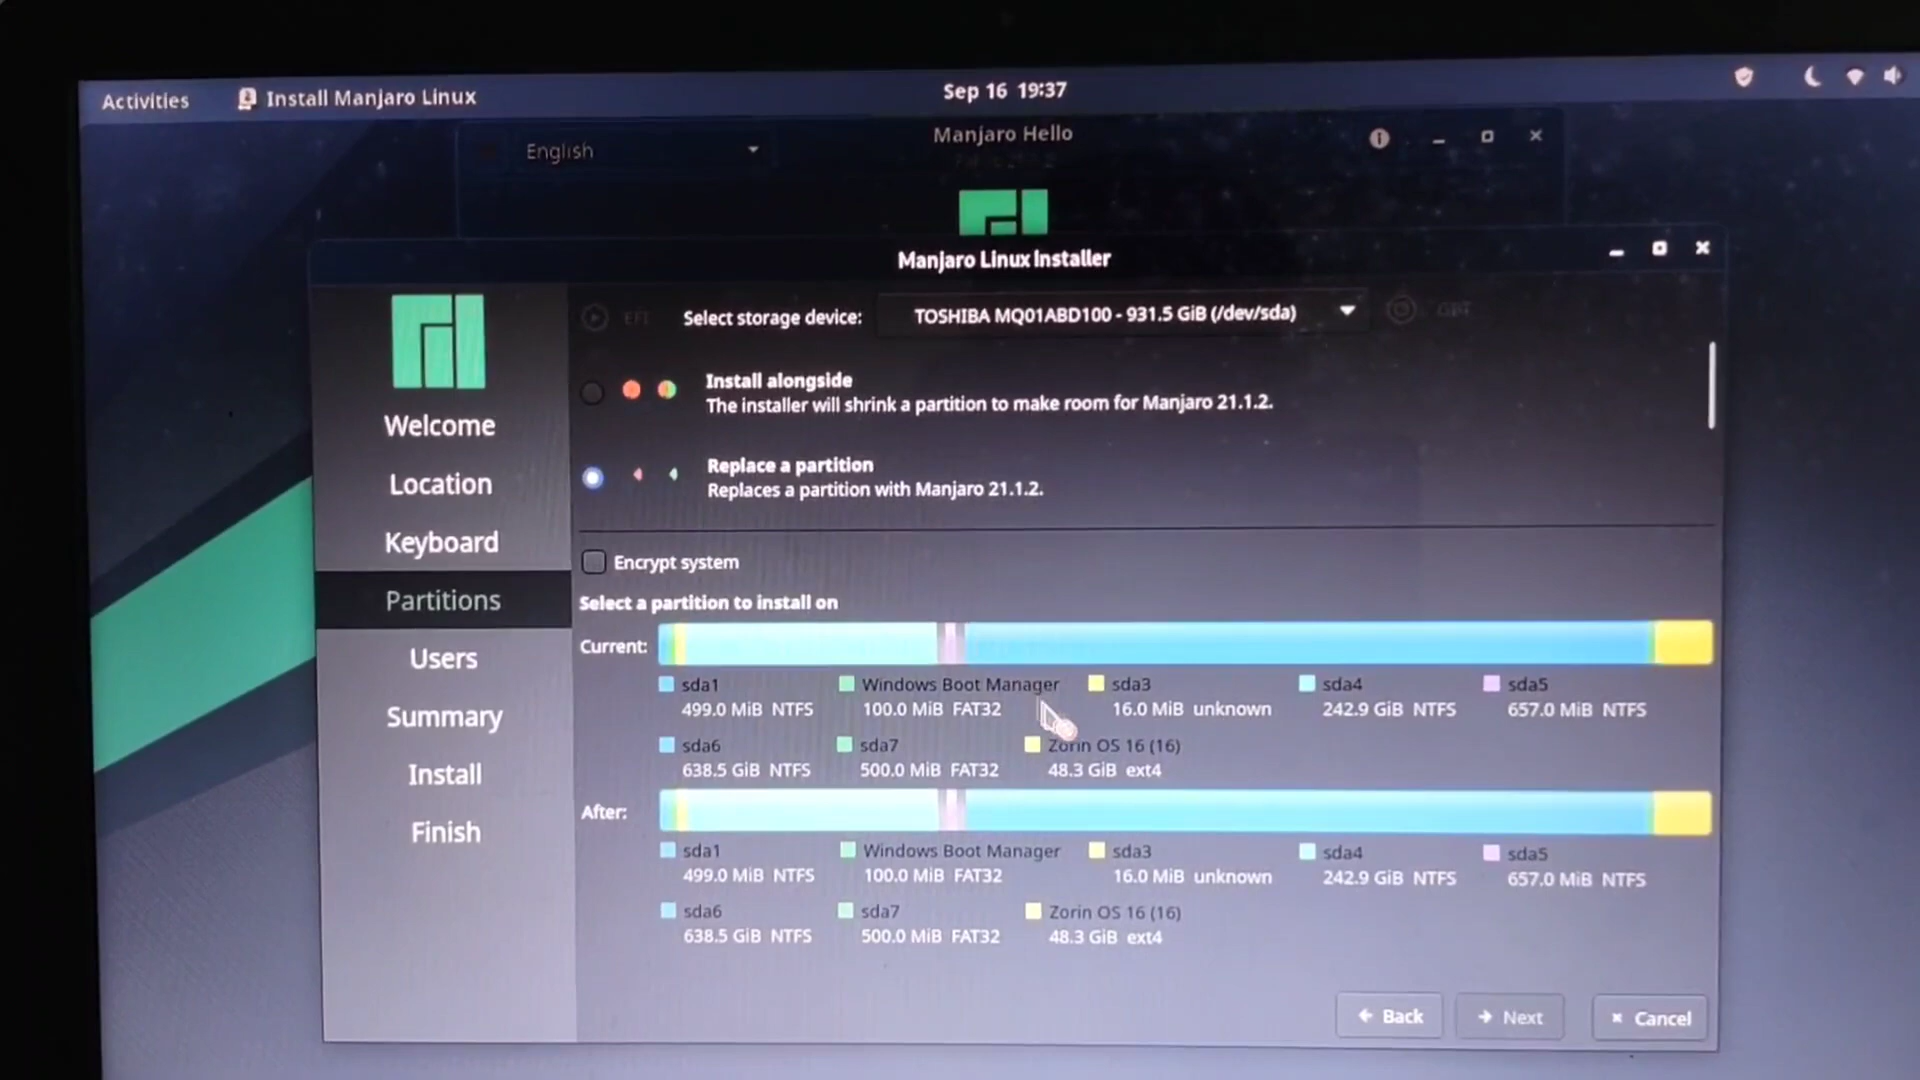 Activities
Install Manjaro Linux
Sep 16 19:37
English
Manjaro Hello
Manjaro Linux Installer
EFI
Select storage device:
TOSHIBA MQ01ABD100 - 931.5 GiB (/dev/sda)
GPT
Install alongside
The installer will shrink a partition to make room for Manjaro 21.1.2.
Replace a partition
Replaces a partition with Manjaro 21.1.2.
Welcome
Location
Keyboard
Partitions
Users
Summary
Install
Finish
Encrypt system
Select a partition to install on
Current:
sda1 Windows Boot Manager sda3 sda4 sda5
499.0 MiB NTFS 100.0 MiB FAT32 16.0 MiB unknown 242.9 GiB NTFS 657.0 MiB NTFS
sda6 sda7 Zorin OS 16 (16)
638.5 GiB NTFS 500.0 MiB FAT32 48.3 GiB ext4
After:
sda1 Windows Boot Manager sda3 sda4 sda5
499.0 MiB NTFS 100.0 MiB FAT32 16.0 MiB unknown 242.9 GiB NTFS 657.0 MiB NTFS
sda6 sda7 Zorin OS 16 (16)
638.5 GiB NTFS 500.0 MiB FAT32 48.3 GiB ext4
Back Next Cancel